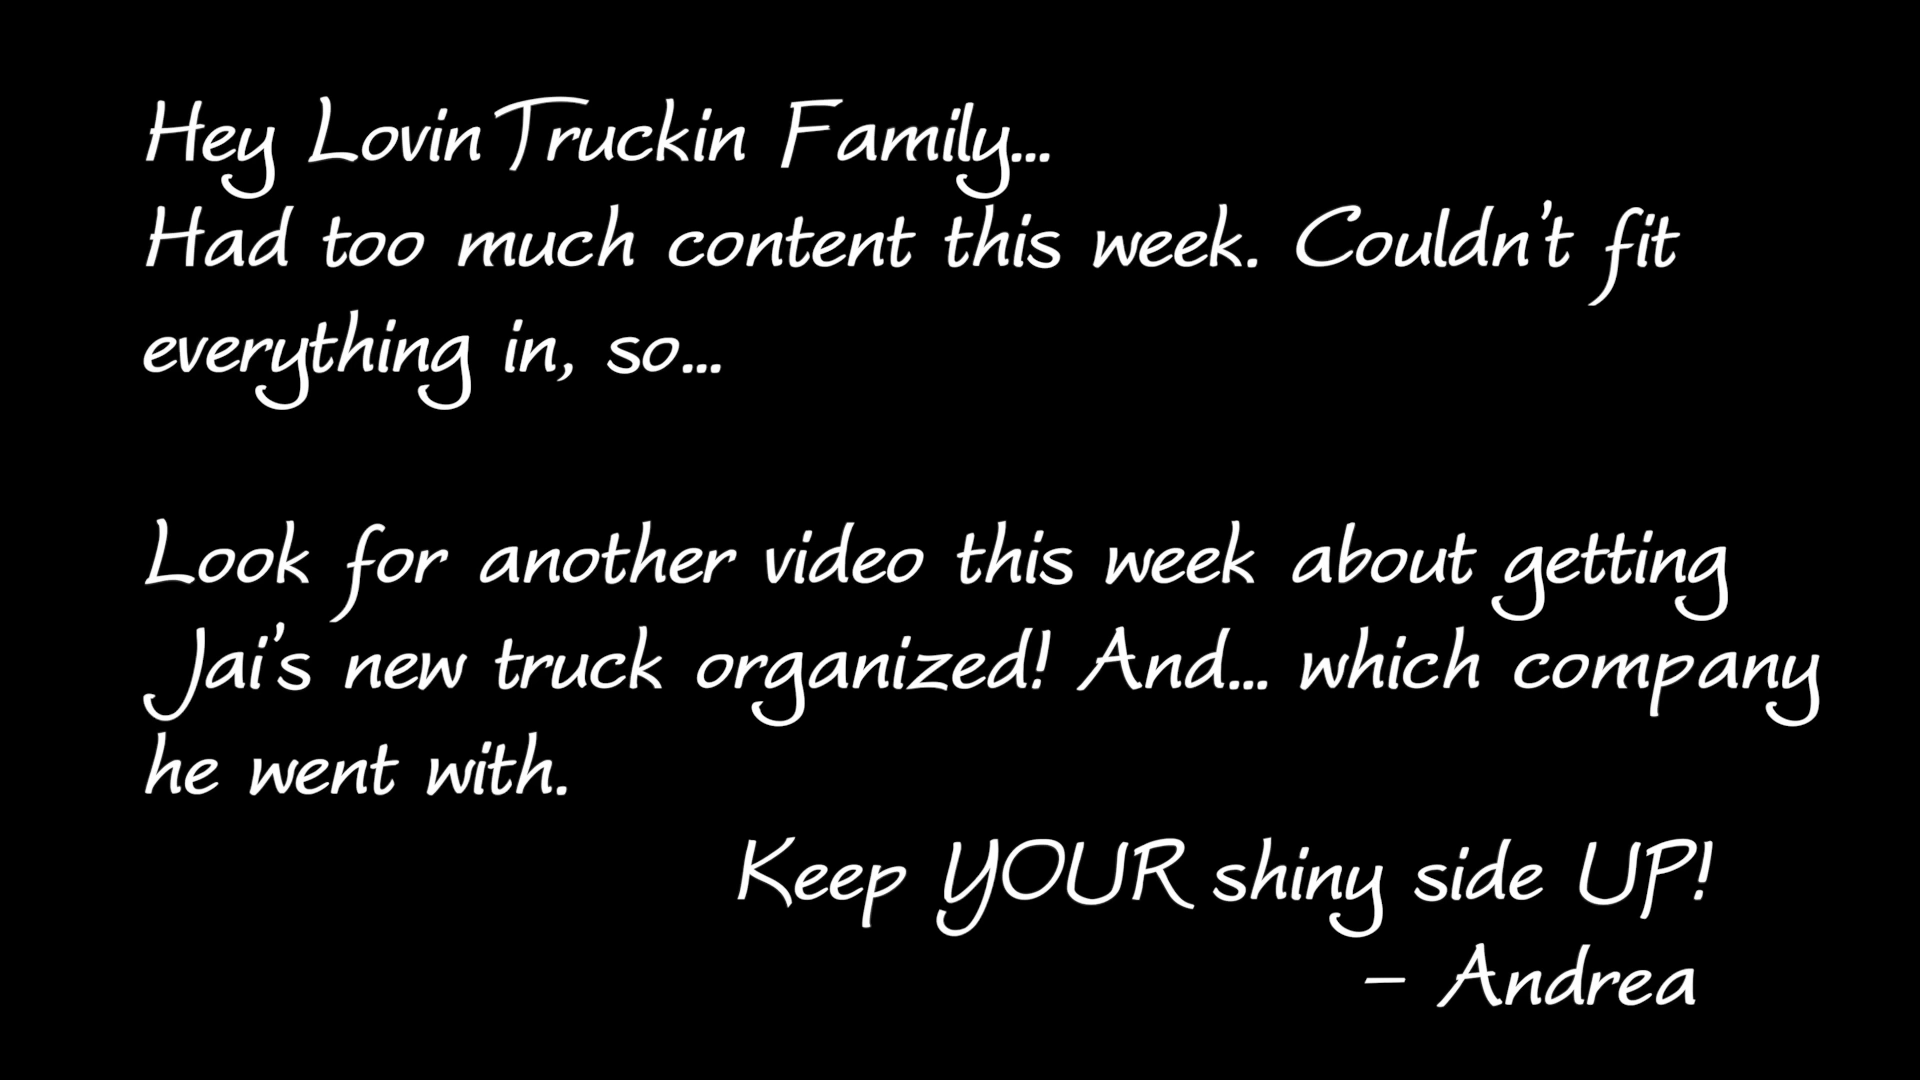 Hey LovinTruckin Family...
Had too much content this week. Couldn't fit
everything in, so...
Look for another video this week about getting
Jai's new truck organized! And... which company
he went with.
Keep YOUR shiny side UP!
– Andrea